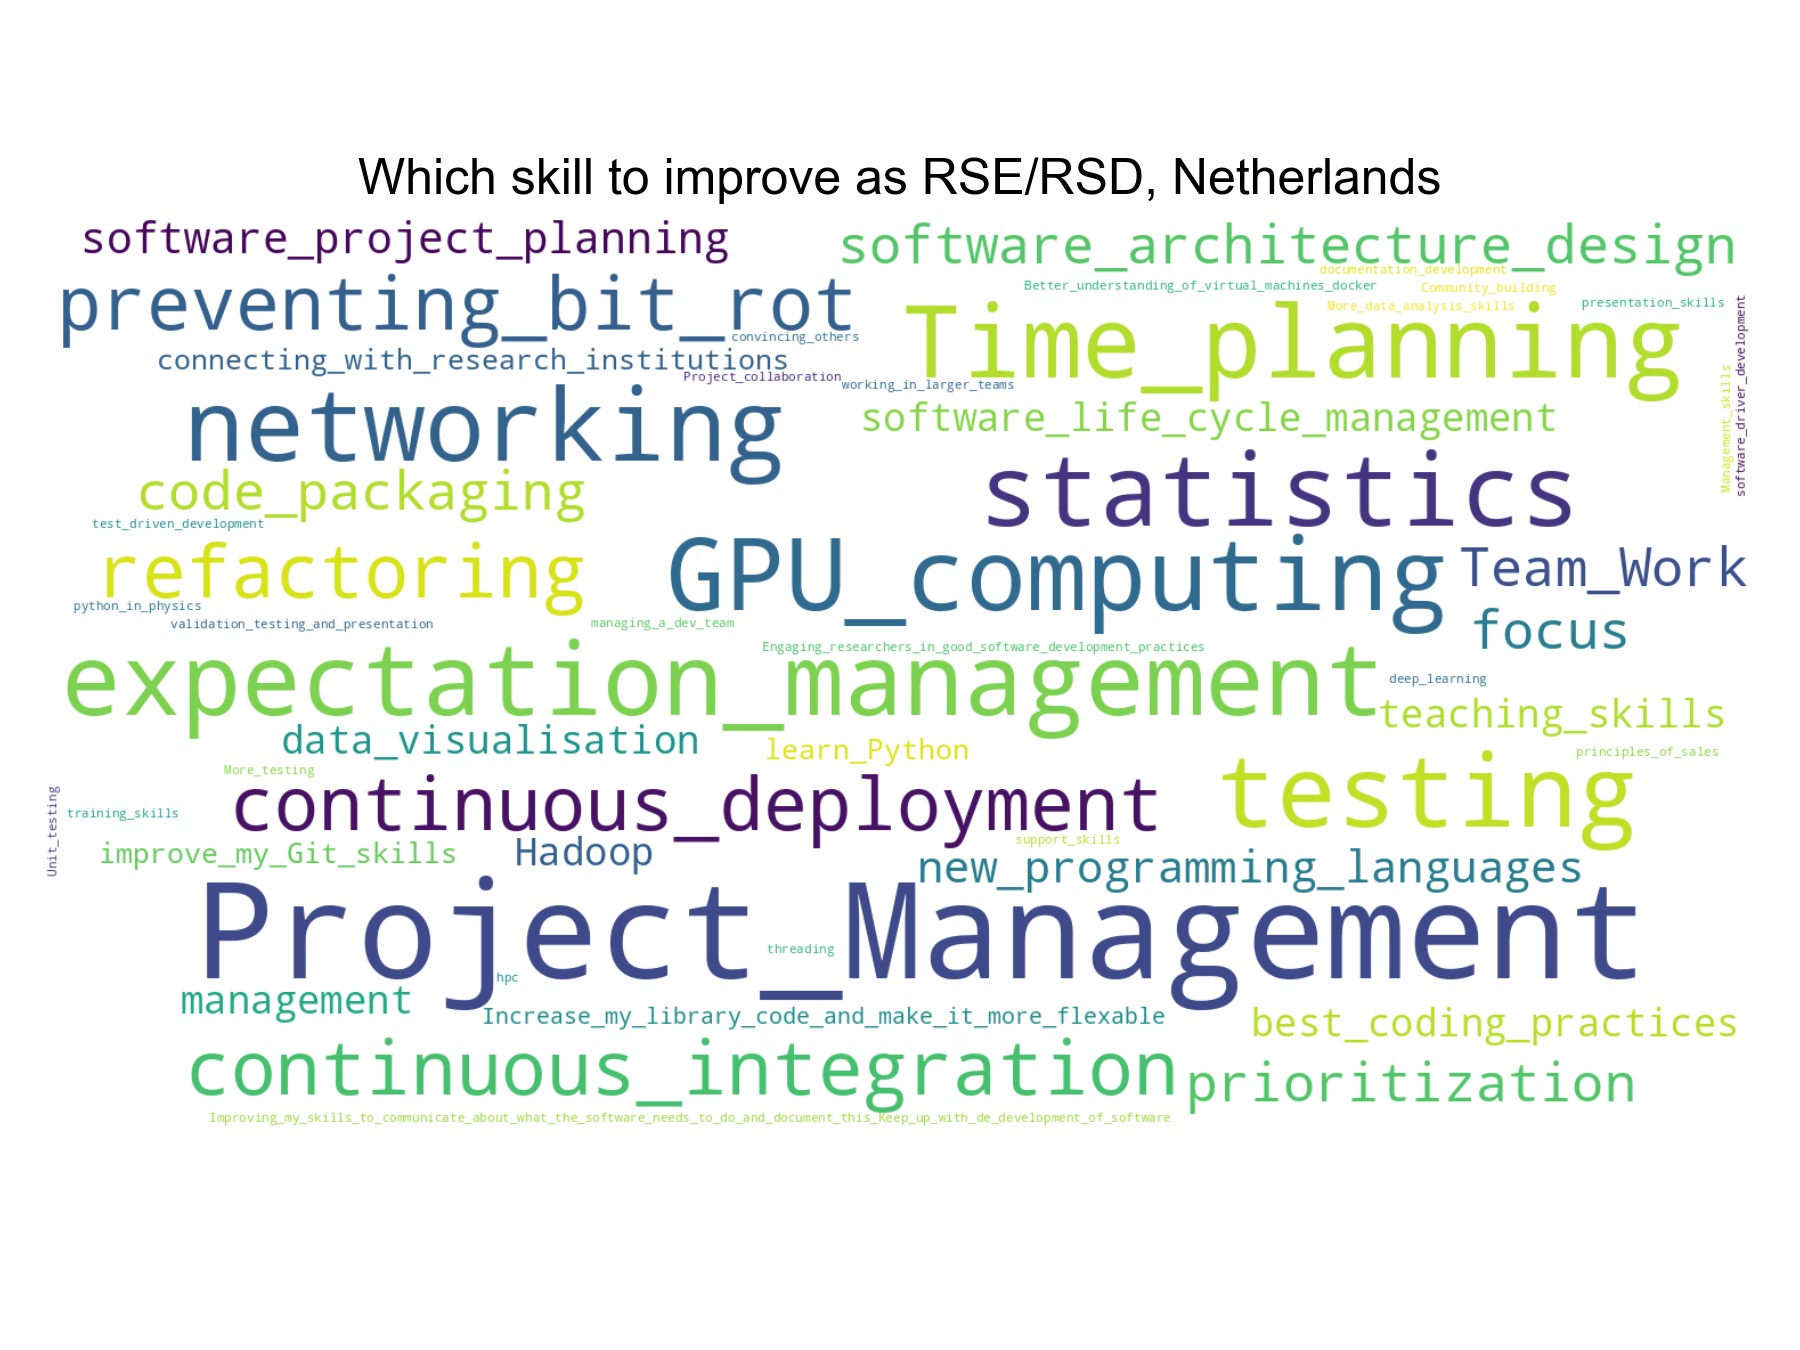 Which skill to improve as RSE/RSD, Netherlands
software_project_planning
software_architecture_design
documentation_development
Better_understanding_of_virtual_machines_docker
Community_building
preventing_bit_rot
More_data_analysis_skills
presentation_skills
software_driver_development
convincing_others
Time_planning
connecting_with_research_institutions
Project_collaboration
working_in_larger_teams
Management_skills
networking
software_life_cycle_management
code_packaging
statistics
test_driven_development
refactoring
GPU_computing
Team_Work
python_in_physics
validation_testing_and_presentation
managing_a_dev_team
focus
Engaging_researchers_in_good_software_development_practices
expectation_management
deep_learning
teaching_skills
data_visualisation
learn_Python
principles_of_sales
More_testing
continuous_deployment
testing
Unit_testing
training_skills
support_skills
improve_my_Git_skills
Hadoop
new_programming_languages
Project_Management
threading
hpc
management
Increase_my_library_code_and_make_it_more_flexable
best_coding_practices
continuous_integration
prioritization
Improving_my_skills_to_communicate_about_what_the_software_needs_to_do_and_document_this_Keep_up_with_de_development_of_software